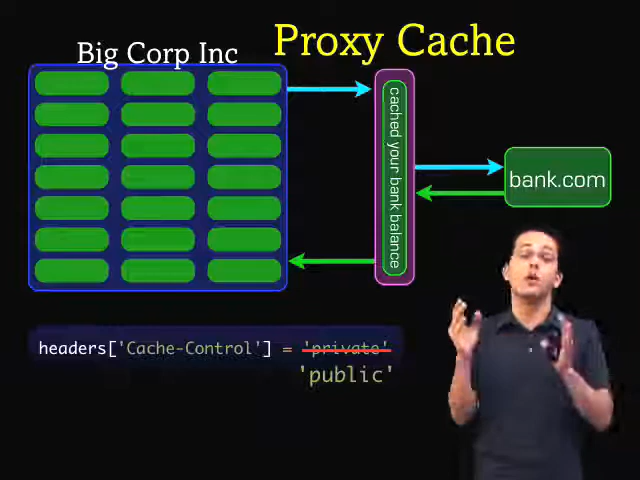 Big Corp Inc
Proxy Cache
cached your bank balance
bank.com
headers['Cache-Control'] = 'private'
'public'